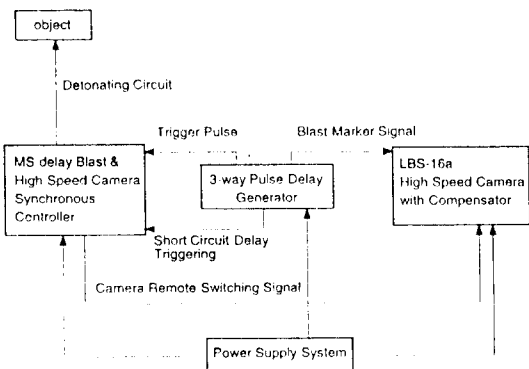 object
Detonating Circuit
Trigger Pulse
Blast Marker Signal
MS delay Blast &
High Speed Camera
Synchronous
Controller
3-way Pulse Delay
Generator
LBS-16a
High Speed Camera
with Compensator
Short Circuit Delay
Triggering
Camera Remote Switching Signal
Power Supply System